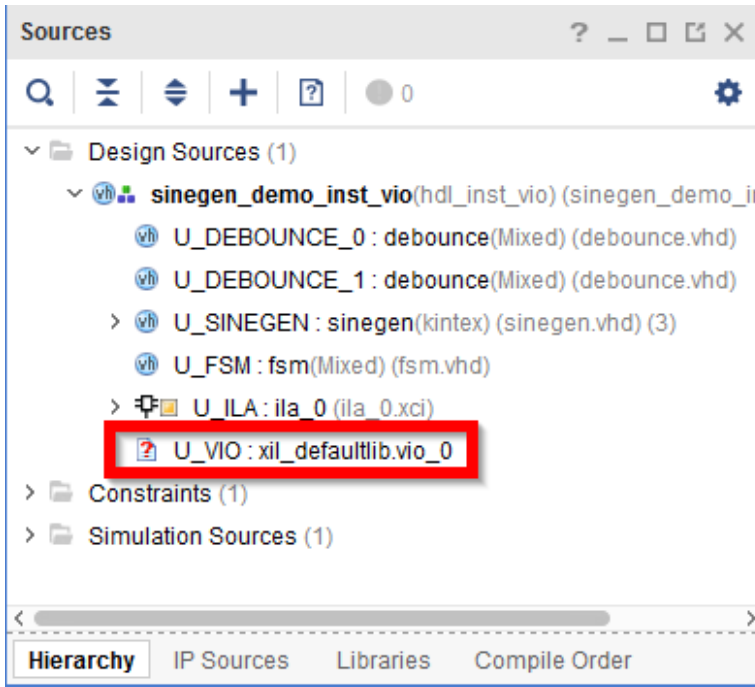 Sources
0
Design Sources (1)
sinegen_demo_inst_vio(hdl_inst_vio) (sinegen_demo_i
U_DEBOUNCE_0 : debounce(Mixed) (debounce.vhd)
U_DEBOUNCE_1 : debounce(Mixed) (debounce.vhd)
U_SINEGEN : sinegen(kintex) (sinegen.vhd) (3)
U_FSM : fsm(Mixed) (fsm.vhd)
U_ILA : ila_0 (ila_0.xci)
U_VIO : xil_defaultlib.vio_0
Constraints (1)
Simulation Sources (1)
Hierarchy IP Sources Libraries Compile Order